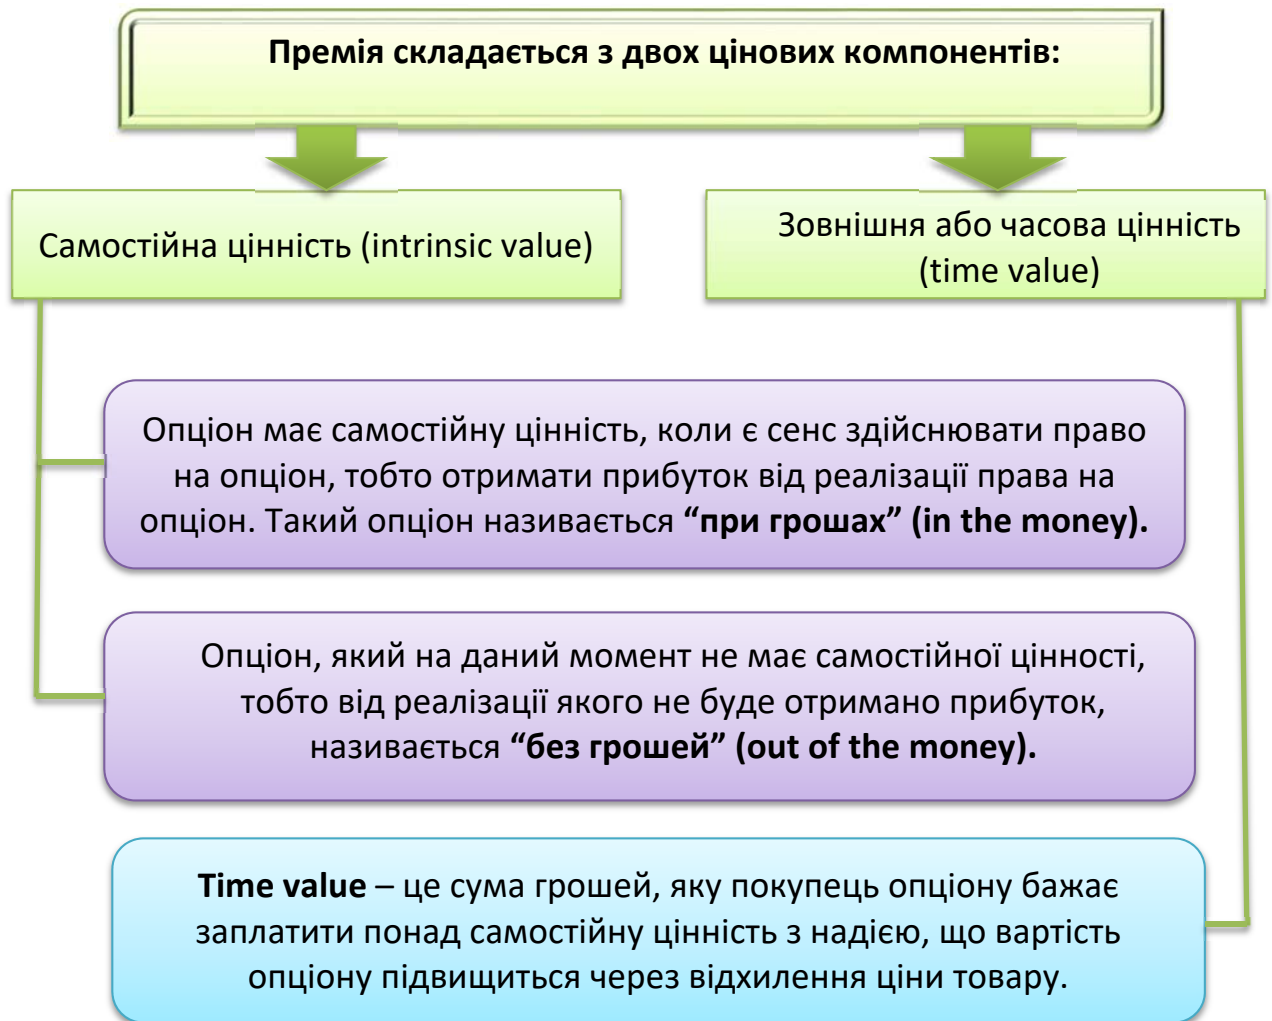 Премія складається з двох цінових компонентів:
Самостійна цінність (intrinsic value)
Зовнішня або часова цінність
(time value)
Опціон має самостійну цінність, коли є сенс здійснювати право
на опціон, тобто отримати прибуток від реалізації права на
опціон. Такий опціон називається “при грошах” (in the money).
Опціон, який на даний момент не має самостійної цінності,
тобто від реалізації якого не буде отримано прибуток,
називається “без грошей” (out of the money).
Time value – це сума грошей, яку покупець опціону бажає
заплатити понад самостійну цінність з надією, що вартість
опціону підвищиться через відхилення ціни товару.